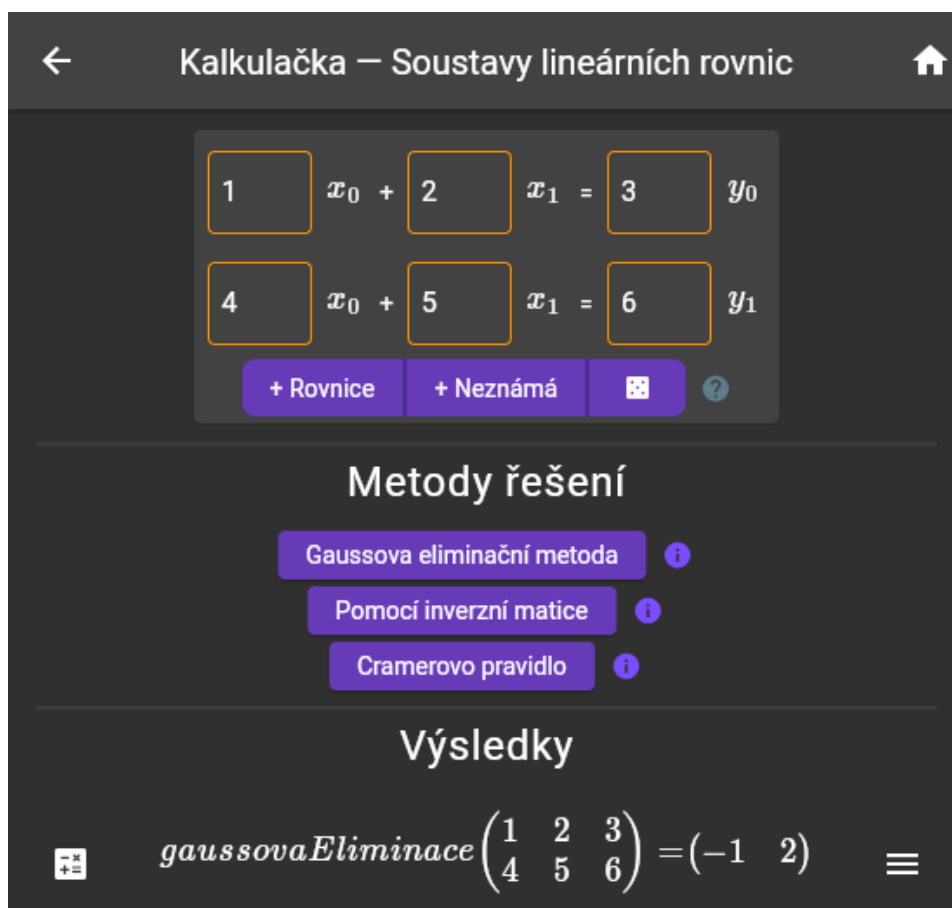 Kalkulačka — Soustavy lineárních rovnic
1 x₀ + 2 x₁ = 3 y₀
4 x₀ + 5 x₁ = 6 y₁
+ Rovnice + Neznámá ?
Metody řešení
Gaussova eliminační metoda i
Pomocí inverzní matice i
Cramerovo pravidlo i
Výsledky
gaussovaEliminace(1 2 3
4 5 6) = (−1 2)